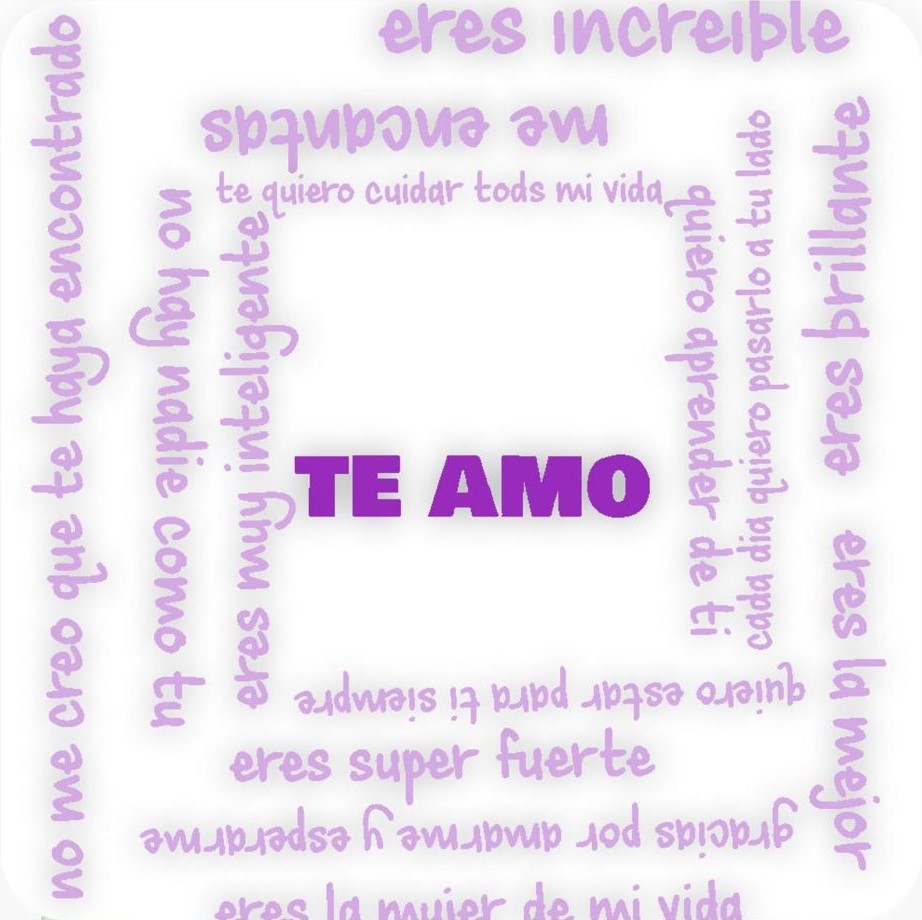 eres increible
me encantas
te quiero cuidar tods mi vida
no me creo que te haya encontrado
no hay nadie como tu
eres muy inteligente
TE AMO
quiero aprender de ti
cada dia quiero pasarlo a tu lado
eres brillante
eres la mejor
quiero estar para ti siempre
eres super fuerte
gracias por amarme y esperarme
eres la mujer de mi vida